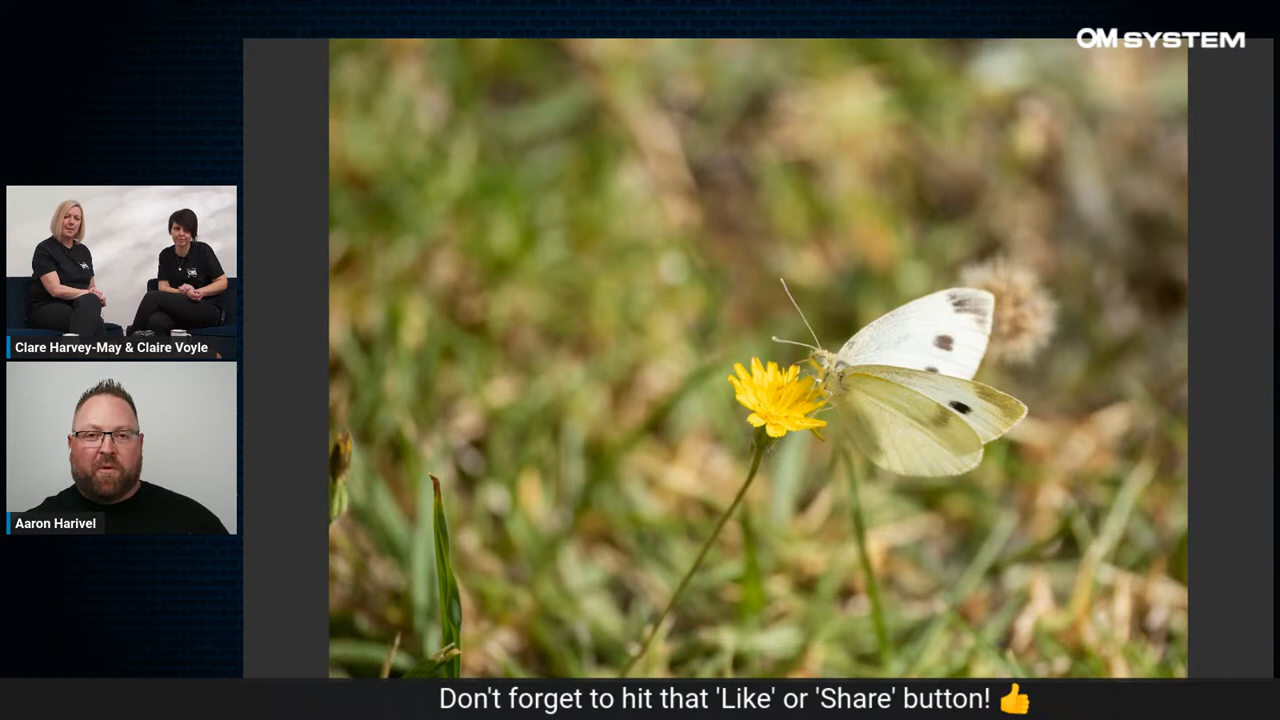 OM SYSTEM
Clare Harvey-May & Claire Voyle
Aaron Harivel
Don't forget to hit that 'Like' or 'Share' button! 👍